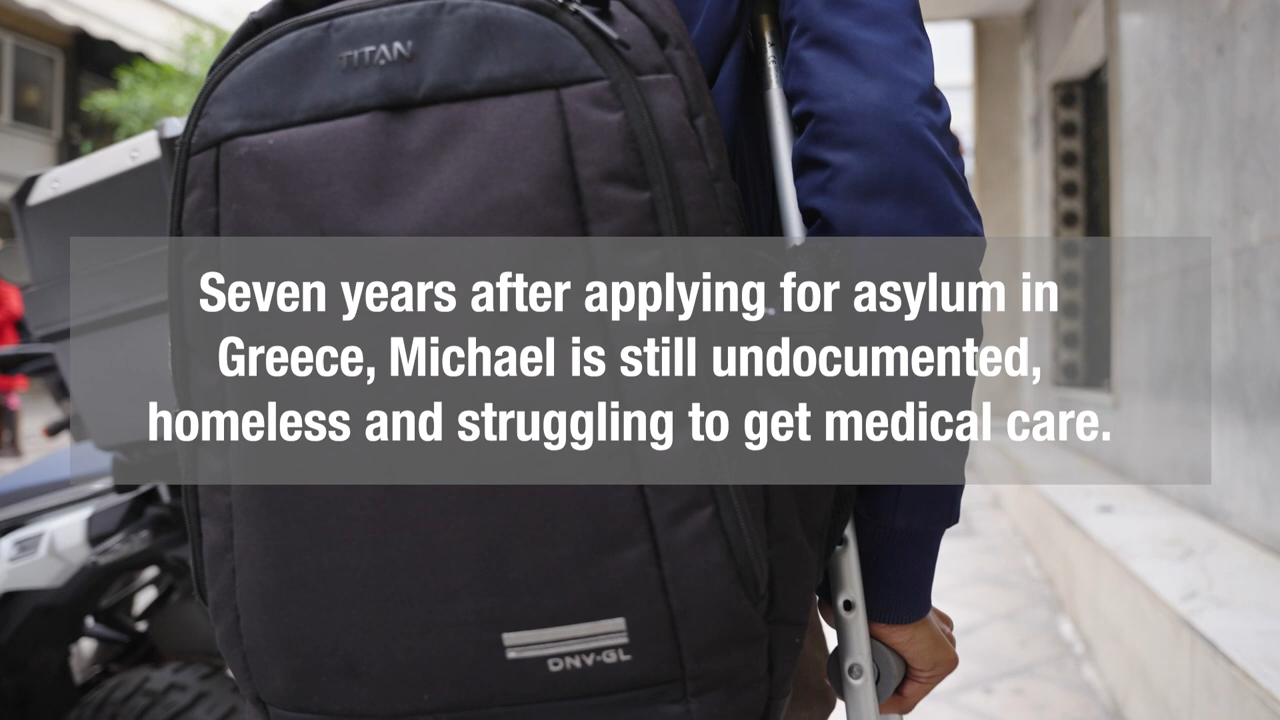 TITAN
Seven years after applying for asylum in
Greece, Michael is still undocumented,
homeless and struggling to get medical care.
DNV·GL